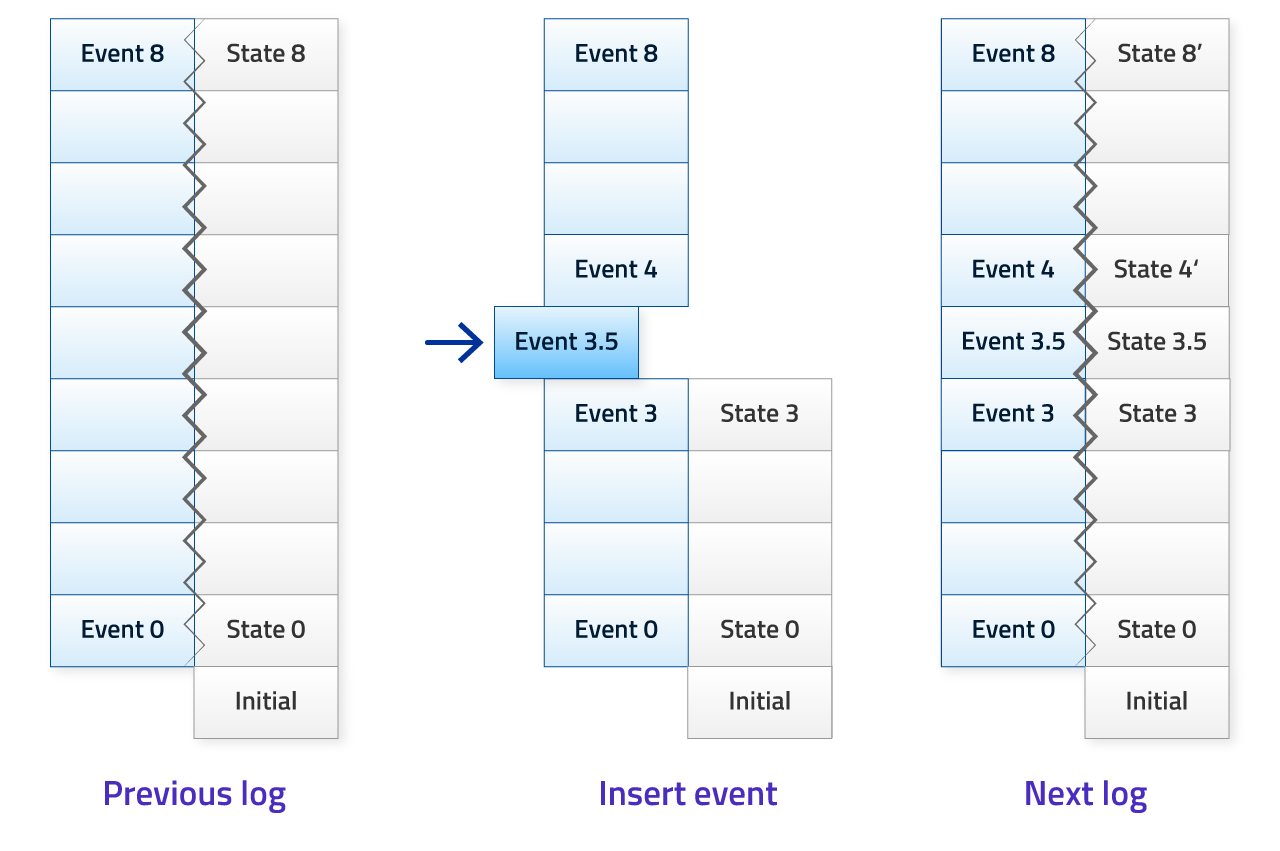 Event 8
State 8
Event 0
State 0
Initial
Previous log
Event 8
Event 4
Event 3.5
Event 3
State 3
Event 0
State 0
Initial
Insert event
Event 8
State 8’
Event 4
State 4‘
Event 3.5
State 3.5
Event 3
State 3
Event 0
State 0
Initial
Next log